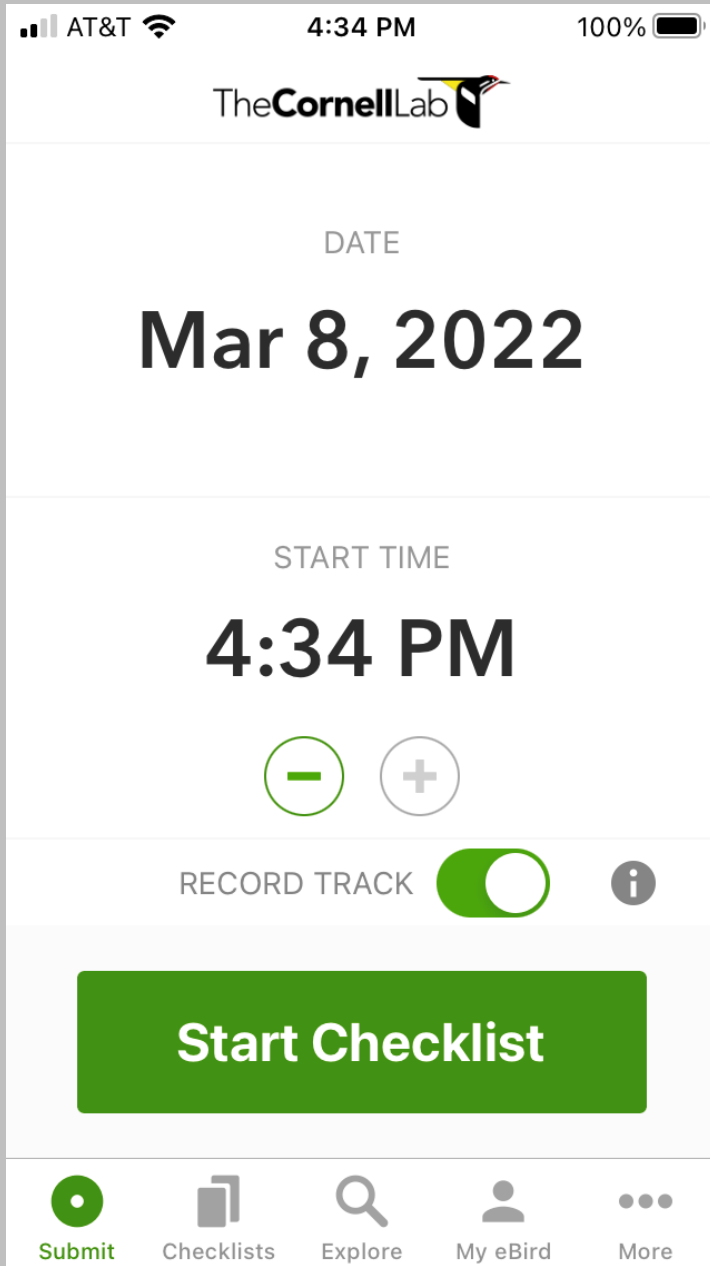 AT&T 4:34 PM 100%
TheCornellLab
DATE
Mar 8, 2022
START TIME
4:34 PM
RECORD TRACK
Start Checklist
Submit Checklists Explore My eBird More